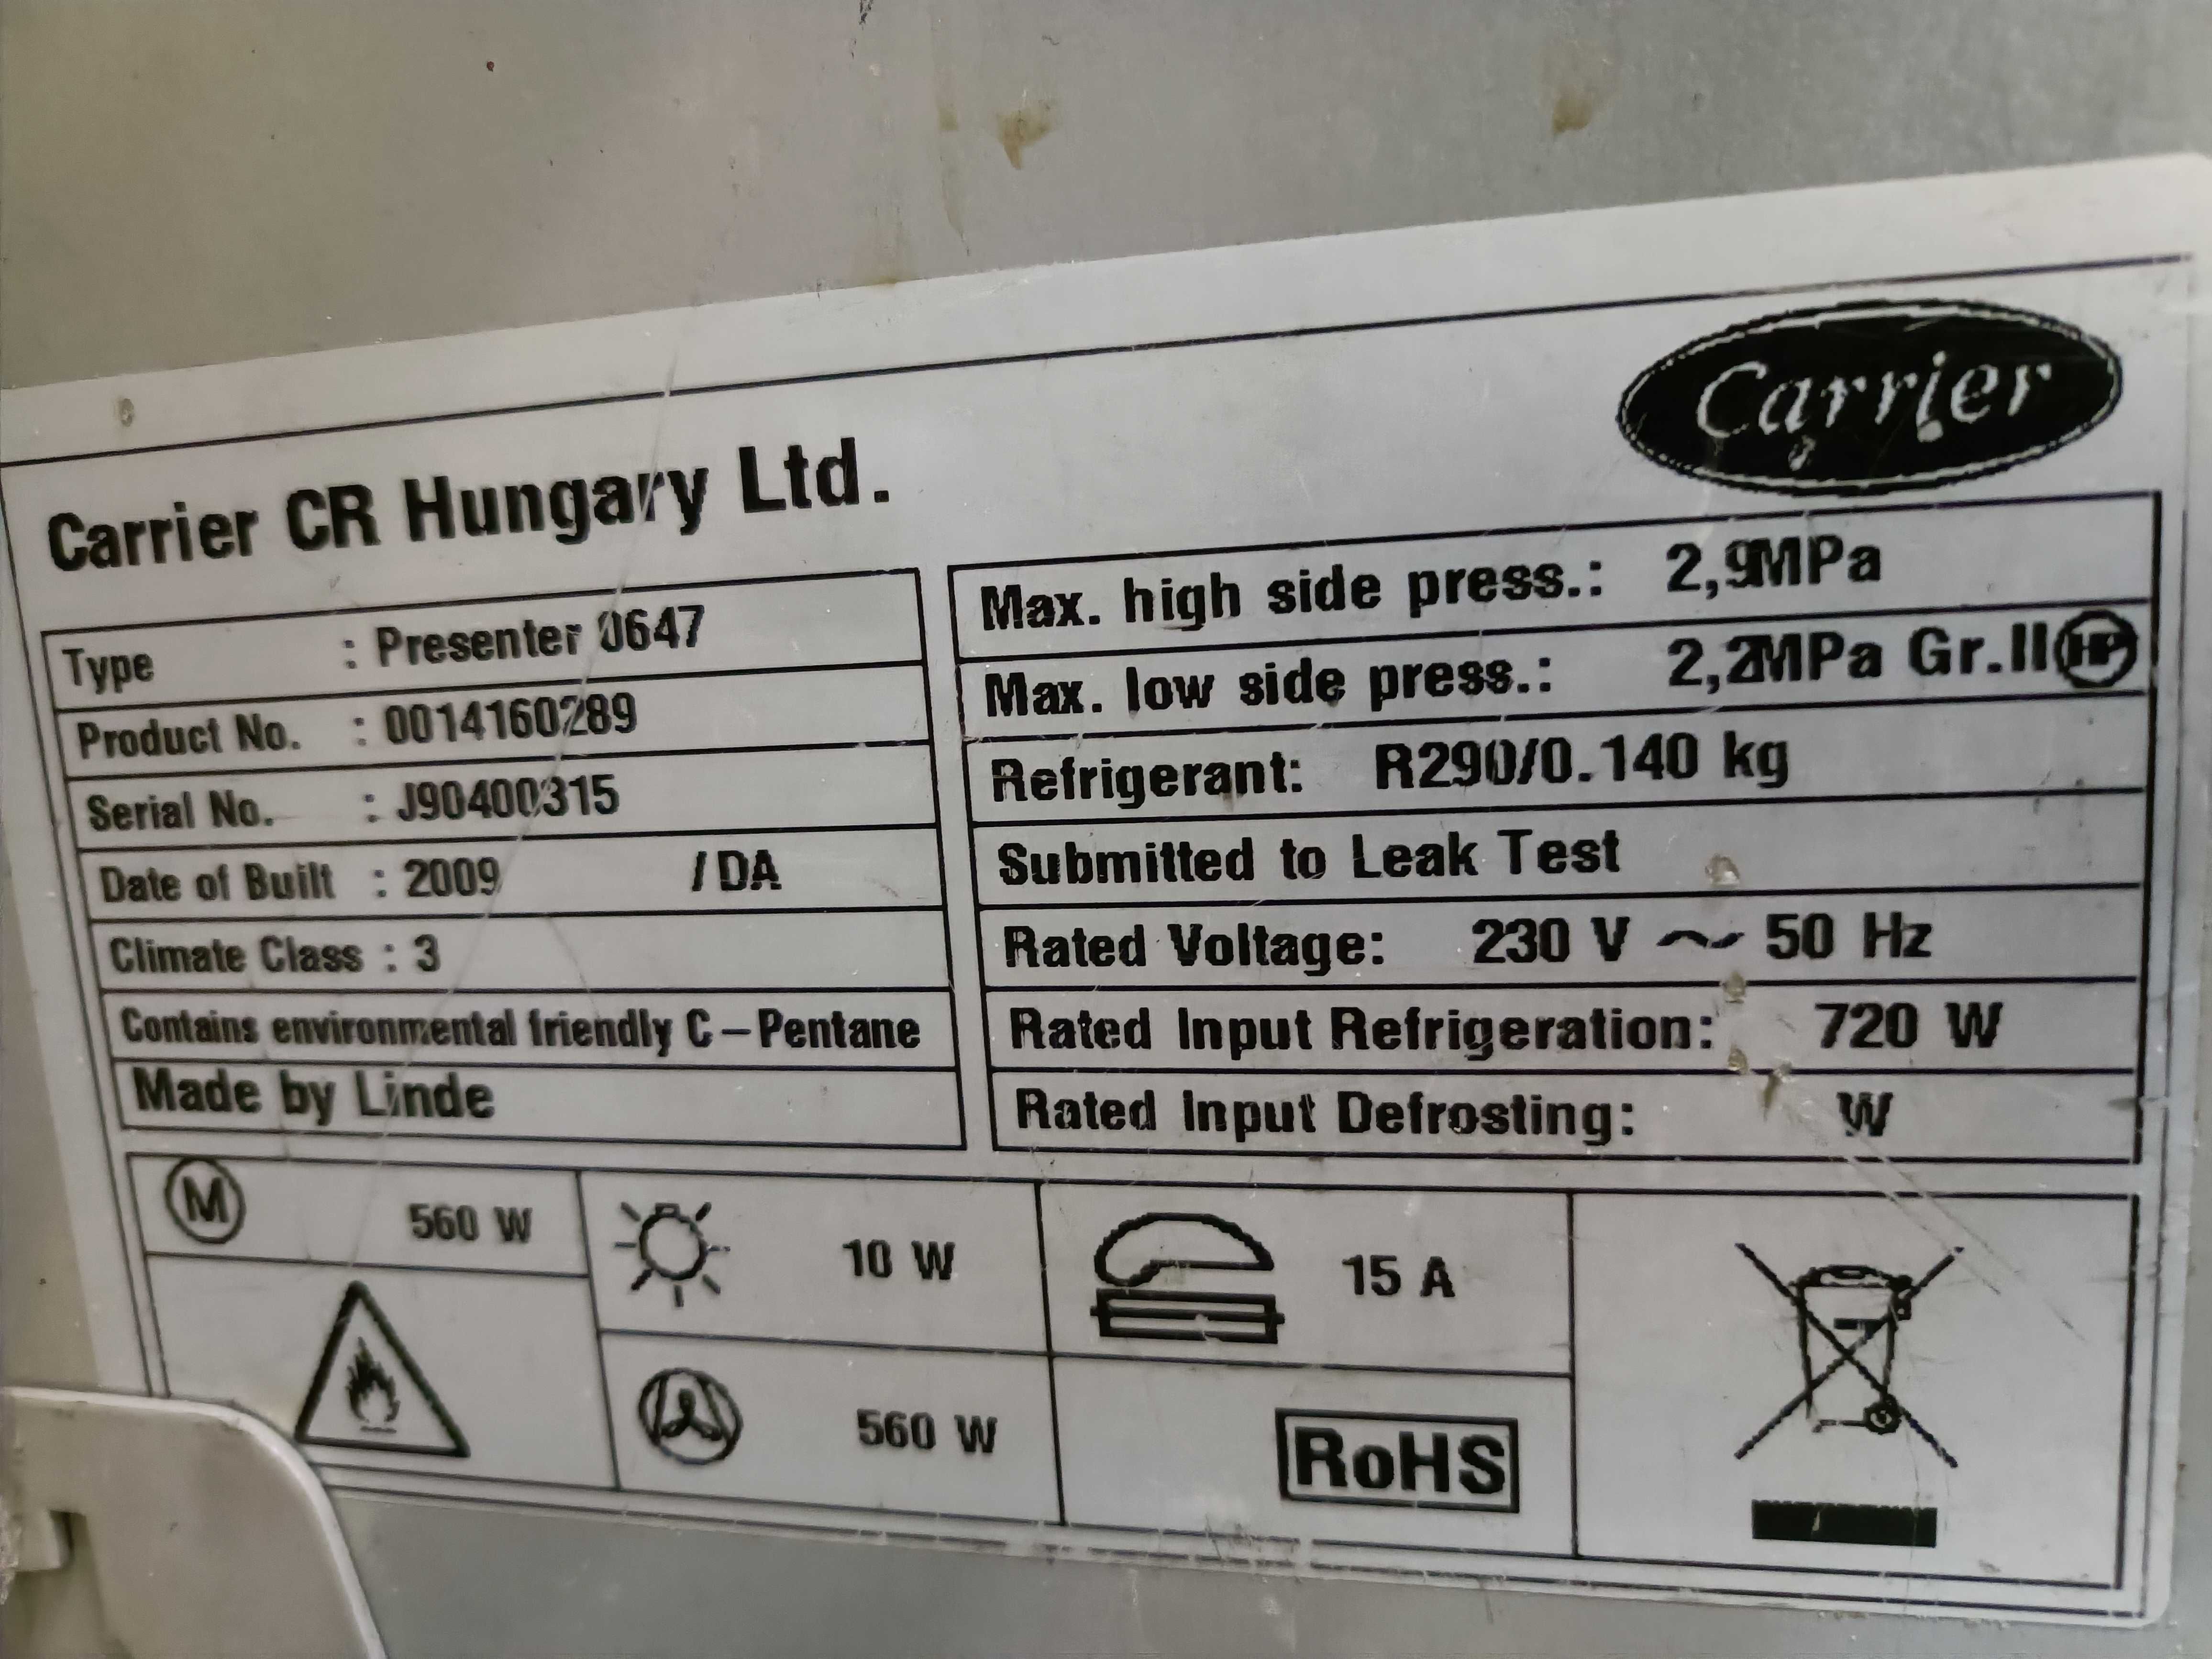 Carrier
Carrier CR Hungary Ltd.
Type : Presenter 0647
Product No. : 0014160289
Serial No. : J90400315
Date of Built : 2009 / DA
Climate Class : 3
Contains environmental friendly C – Pentane
Made by Linde
Max. high side press.: 2,9MPa
Max. low side press.: 2,2MPa Gr.II HP
Refrigerant: R290/0.140 kg
Submitted to Leak Test
Rated Voltage: 230 V ~ 50 Hz
Rated Input Refrigeration: 720 W
Rated Input Defrosting: W
M 560 W
10 W
15 A
560 W
RoHS